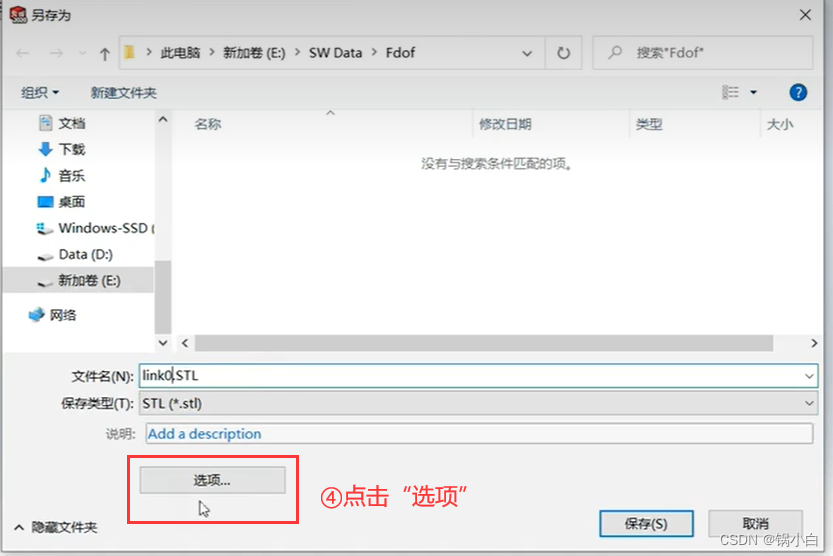 另存为
此电脑 > 新加卷 (E:) > SW Data > Fdof
搜索"Fdof"
组织 新建文件夹
名称 修改日期 类型 大小
没有与搜索条件匹配的项。
文档
下载
音乐
桌面
Windows-SSD (
Data (D:)
新加卷 (E:)
网络
文件名(N): link0.STL
保存类型(T): STL (*.stl)
说明: Add a description
选项...
④点击“选项”
隐藏文件夹
保存(S) 取消
CSDN @锅小白